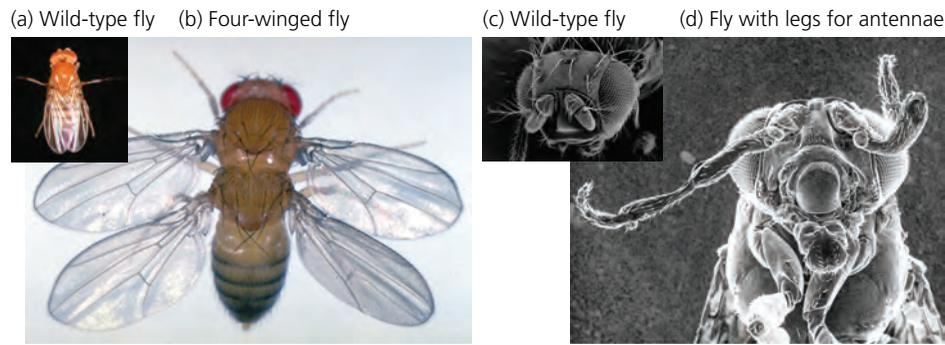 (a) Wild-type fly
(b) Four-winged fly
(c) Wild-type fly
(d) Fly with legs for antennae